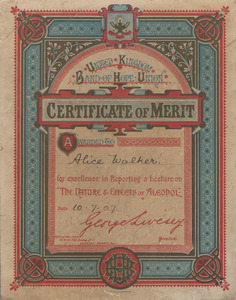 United Kingdom
Band of Hope Union
CERTIFICATE OF MERIT
AWARDED TO
Alice Walker.
for excellence in Reporting a Lecture on
"THE NATURE & EFFECTS OF ALCOHOL"
Date 10.7.07
President.